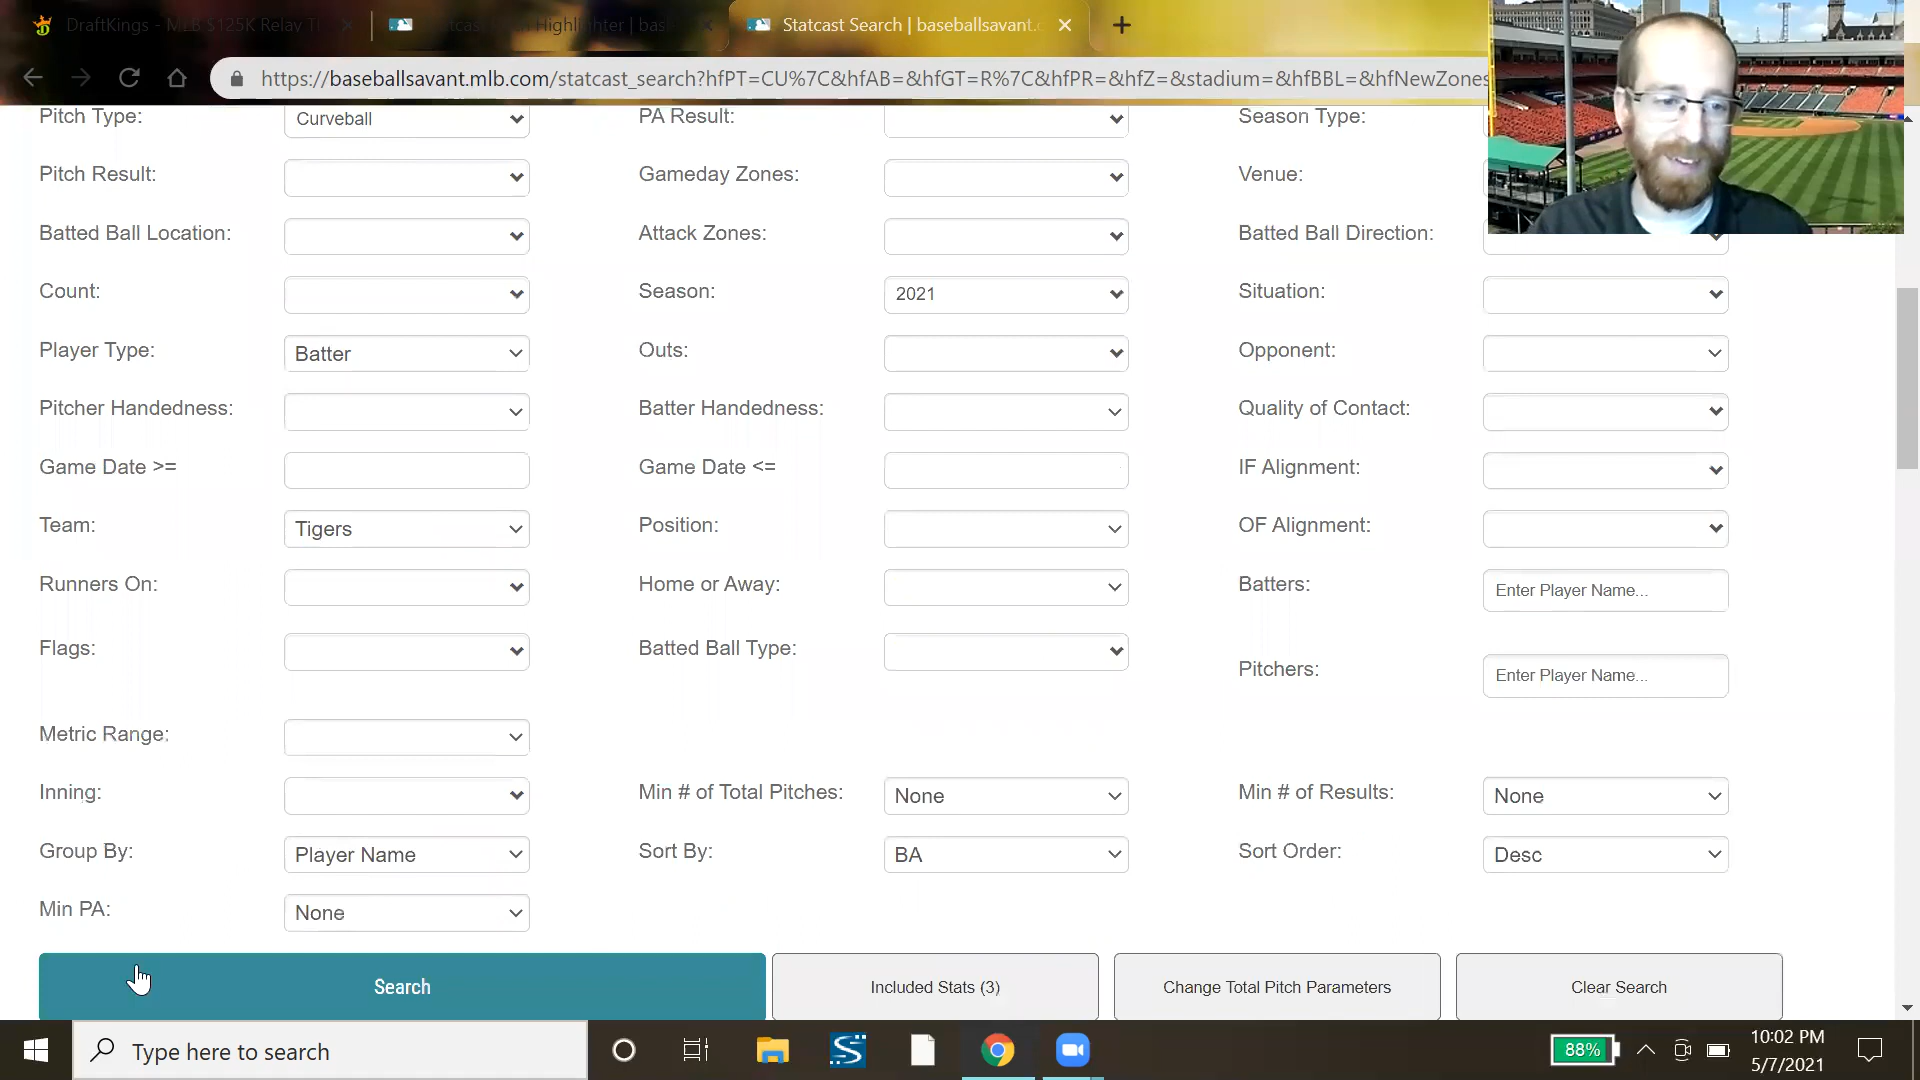 DraftKings - MLB $125K Relay T
Highlighter | bas
Statcast Search | baseballsavant.
https://baseballsavant.mlb.com/statcast_search?hfPT=CU%7C&hfAB=&hfGT=R%7C&hfPR=&hfZ=&stadium=&hfBBL=&hfNewZones
Pitch Type: Curveball PA Result: Season Type:
Pitch Result: Gameday Zones: Venue:
Batted Ball Location: Attack Zones: Batted Ball Direction:
Count: Season: 2021 Situation:
Player Type: Batter Outs: Opponent:
Pitcher Handedness: Batter Handedness: Quality of Contact:
Game Date >= Game Date <= IF Alignment:
Team: Tigers Position: OF Alignment:
Runners On: Home or Away: Batters: Enter Player Name...
Flags: Batted Ball Type:
Pitchers: Enter Player Name...
Metric Range:
Inning: Min # of Total Pitches: None Min # of Results: None
Group By: Player Name Sort By: BA Sort Order: Desc
Min PA: None
Search Included Stats (3) Change Total Pitch Parameters Clear Search
Type here to search
88%
10:02 PM
5/7/2021